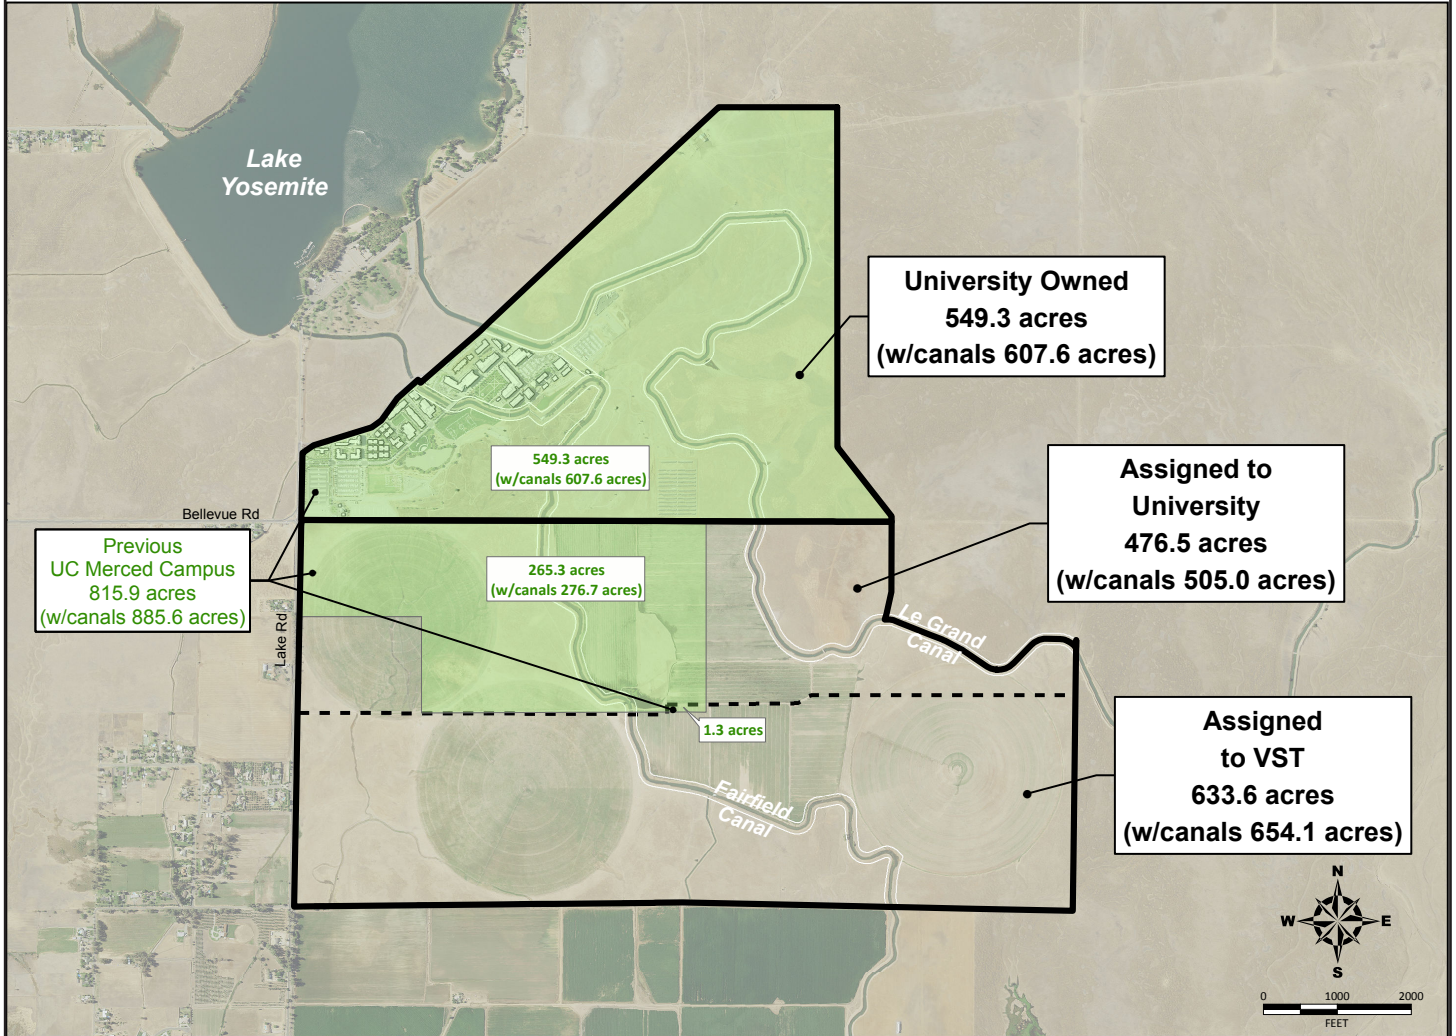 Lake
Yosemite
University Owned
549.3 acres
(w/canals 607.6 acres)
549.3 acres
(w/canals 607.6 acres)
Assigned to
University
476.5 acres
(w/canals 505.0 acres)
Bellevue Rd
Previous
UC Merced Campus
815.9 acres
(w/canals 885.6 acres)
265.3 acres
(w/canals 276.7 acres)
Lake Rd
Le Grand
Canal
1.3 acres
Assigned
to VST
633.6 acres
(w/canals 654.1 acres)
Fairfield
Canal
N
W
E
S
0 1000 2000
FEET